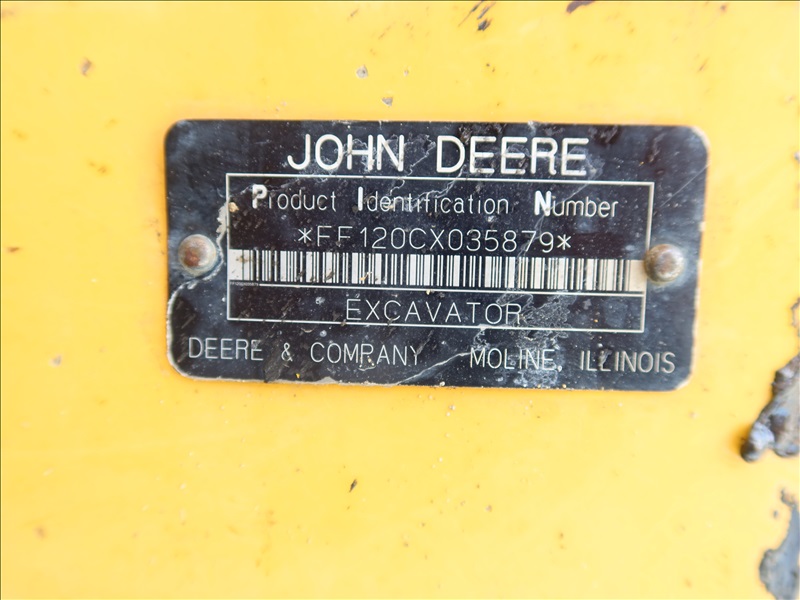 JOHN DEERE
Product Identification Number
*FF120CX035879*
EXCAVATOR
DEERE & COMPANY MOLINE, ILLINOIS